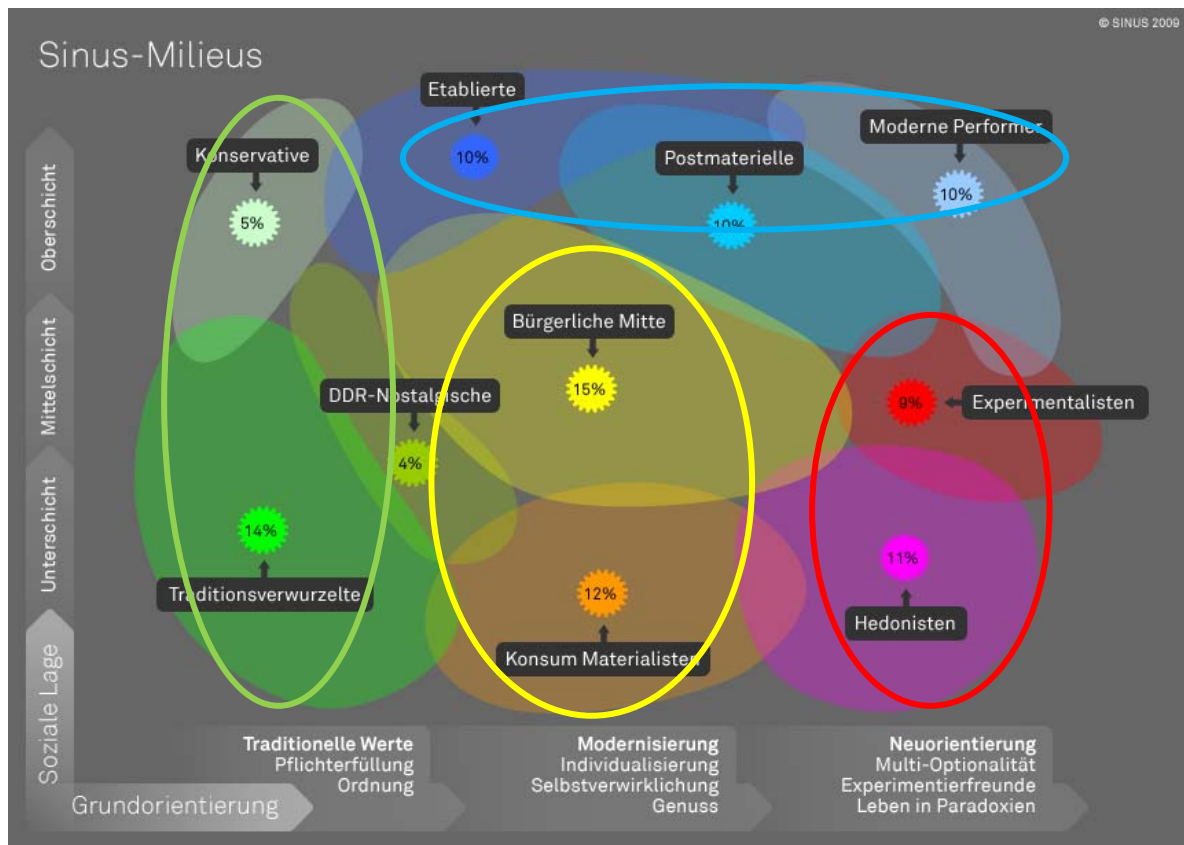 © SINUS 2009
Sinus-Milieus
Etablierte
10%
Moderne Performer
10%
Konservative
5%
Postmaterielle
10%
Bürgerliche Mitte
15%
DDR-Nostalgische
4%
9%
Experimentalisten
14%
Traditionsverwurzelte
12%
Konsum Materialisten
11%
Hedonisten
Oberschicht
Mittelschicht
Unterschicht
Soziale Lage
Grundorientierung
Traditionelle Werte
Pflichterfüllung
Ordnung
Modernisierung
Individualisierung
Selbstverwirklichung
Genuss
Neuorientierung
Multi-Optionalität
Experimentierfreunde
Leben in Paradoxien